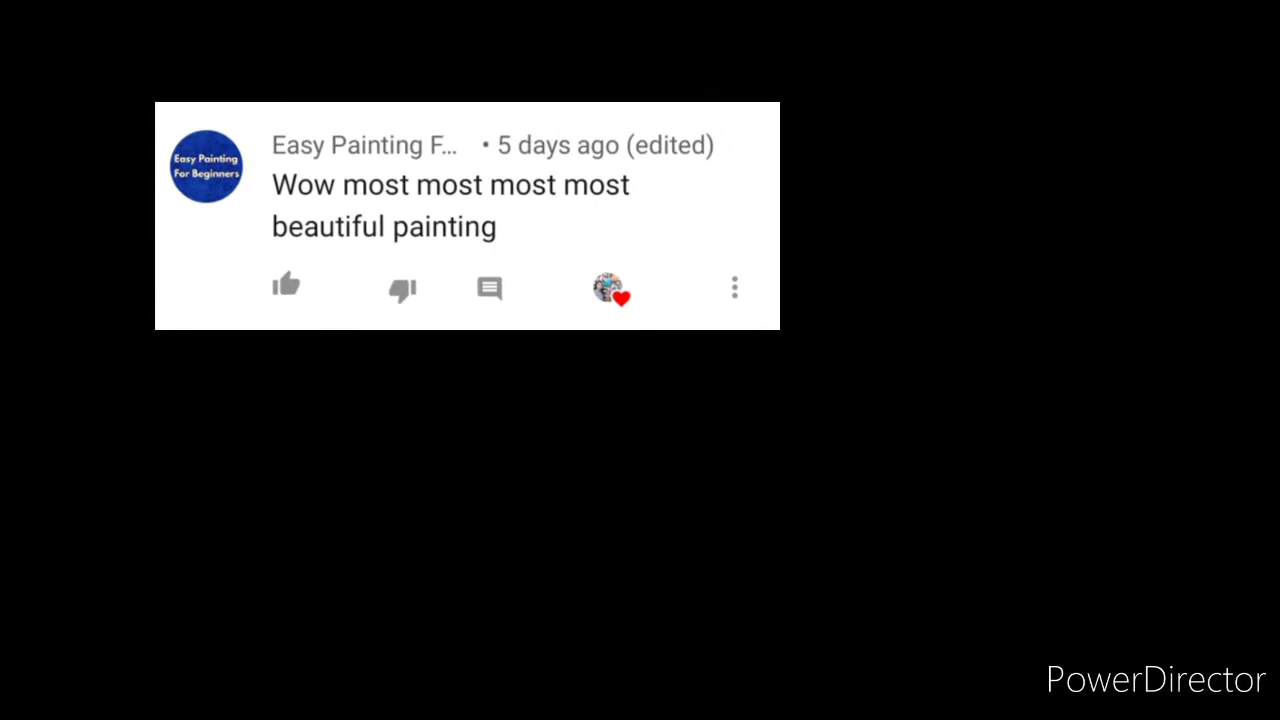 Easy Painting F... • 5 days ago (edited)
Easy Painting
For Beginners
Wow most most most most
beautiful painting
PowerDirector